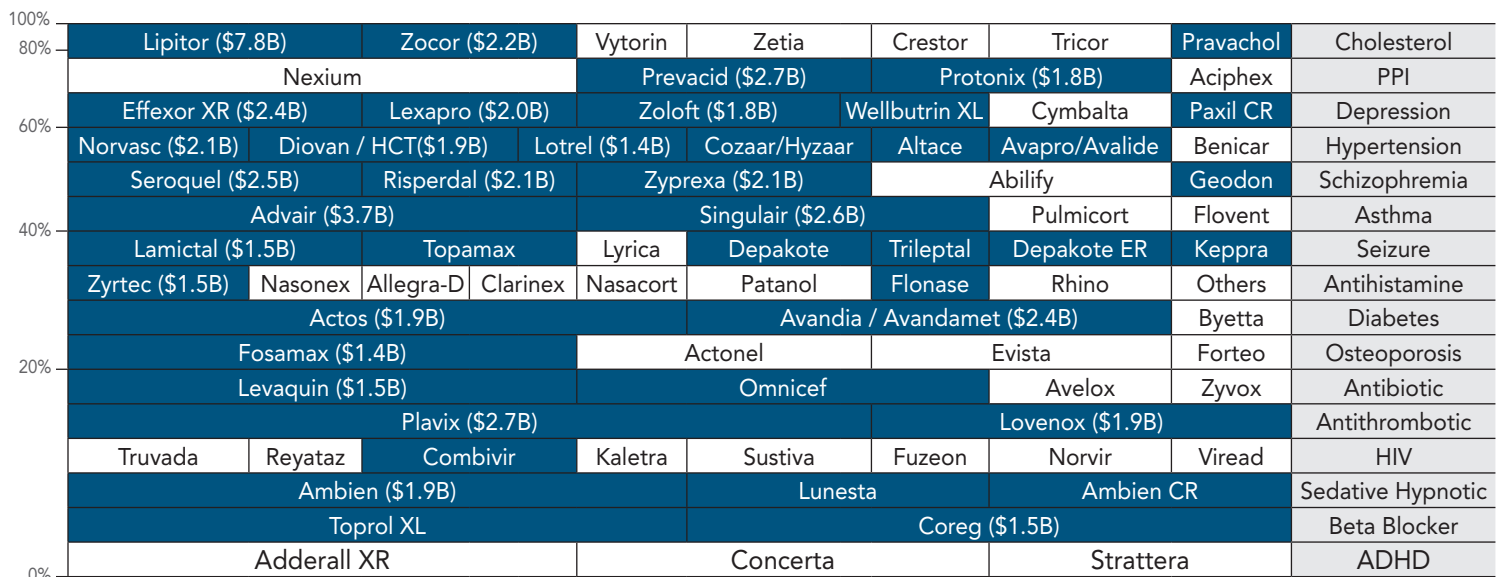 100%
Lipitor ($7.8B) Zocor ($2.2B) Vytorin Zetia Crestor Tricor Pravachol Cholesterol
80%
Nexium Prevacid ($2.7B) Protonix ($1.8B) Aciphex PPI
Effexor XR ($2.4B) Lexapro ($2.0B) Zoloft ($1.8B) Wellbutrin XL Cymbalta Paxil CR Depression
60%
Norvasc ($2.1B) Diovan / HCT($1.9B) Lotrel ($1.4B) Cozaar/Hyzaar Altace Avapro/Avalide Benicar Hypertension
Seroquel ($2.5B) Risperdal ($2.1B) Zyprexa ($2.1B) Abilify Geodon Schizophremia
Advair ($3.7B) Singulair ($2.6B) Pulmicort Flovent Asthma
40%
Lamictal ($1.5B) Topamax Lyrica Depakote Trileptal Depakote ER Keppra Seizure
Zyrtec ($1.5B) Nasonex Allegra-D Clarinex Nasacort Patanol Flonase Rhino Others Antihistamine
Actos ($1.9B) Avandia / Avandamet ($2.4B) Byetta Diabetes
Fosamax ($1.4B) Actonel Evista Forteo Osteoporosis
20%
Levaquin ($1.5B) Omnicef Avelox Zyvox Antibiotic
Plavix ($2.7B) Lovenox ($1.9B) Antithrombotic
Truvada Reyataz Combivir Kaletra Sustiva Fuzeon Norvir Viread HIV
Ambien ($1.9B) Lunesta Ambien CR Sedative Hypnotic
Toprol XL Coreg ($1.5B) Beta Blocker
Adderall XR Concerta Strattera ADHD
0%